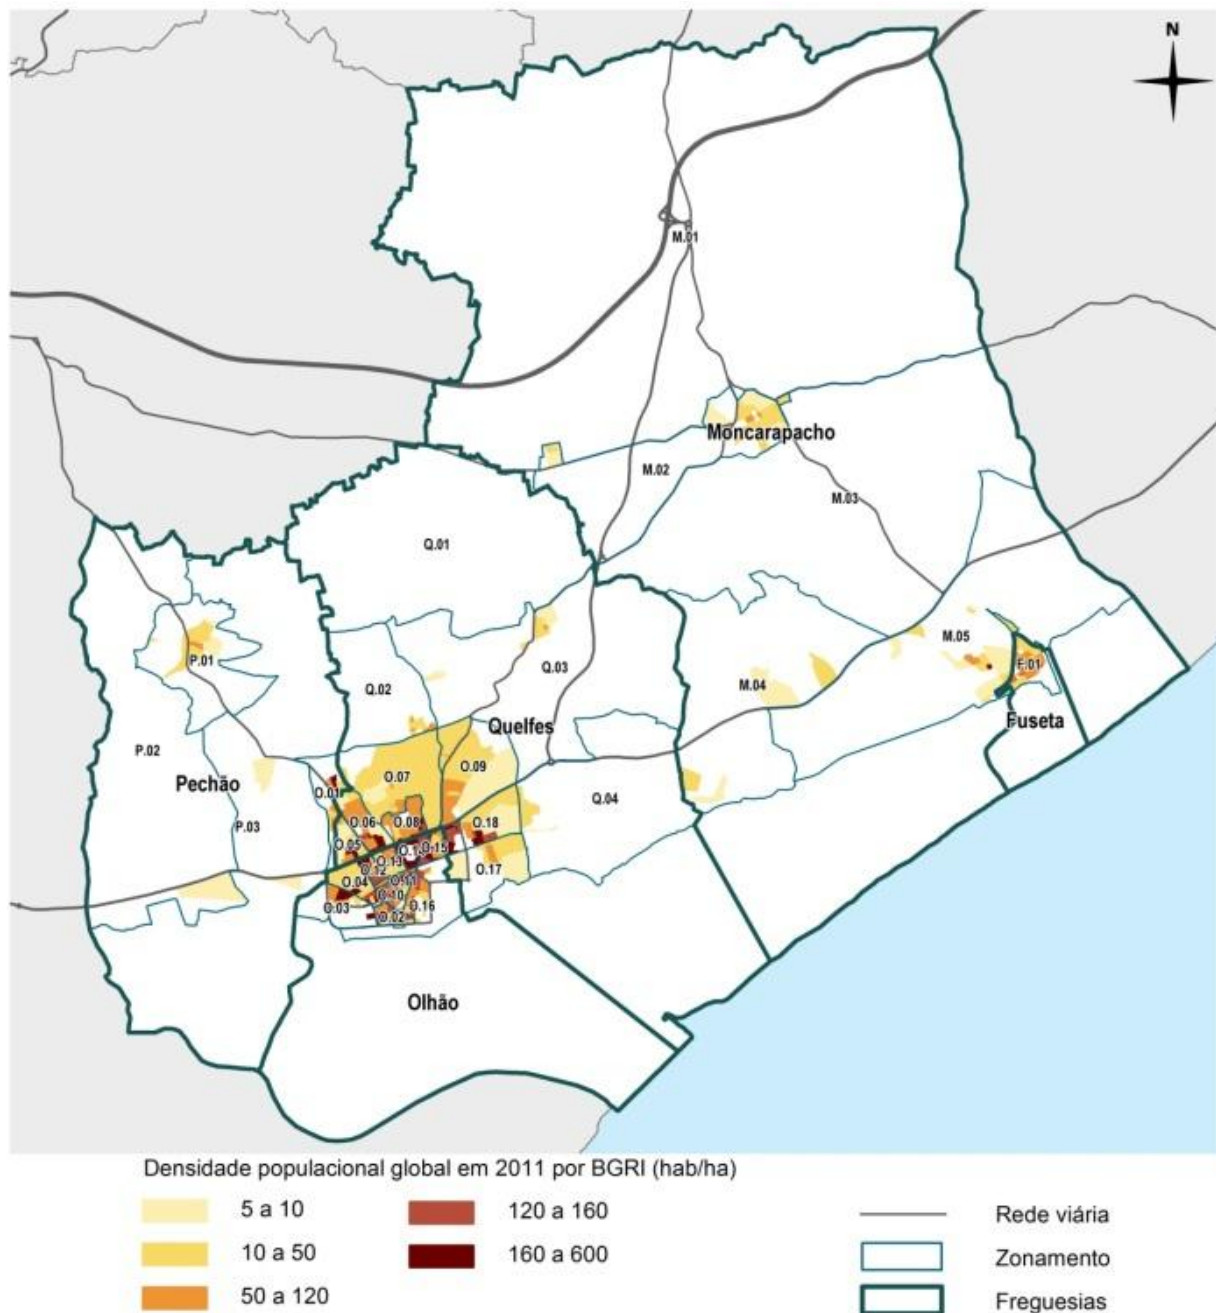 N
M.01
Moncarapacho
M.02
M.03
Q.01
P.01
M.05
F.01
Q.03
Q.02
M.04
Fuseta
Quelfes
P.02
Pechão
O.07
O.09
O.01
Q.04
P.03
O.06
O.08
O.18
O.05
O.15
O.13
O.12
O.17
O.04
O.11
O.10
O.03
O.16
O.02
Olhão
Densidade populacional global em 2011 por BGRI (hab/ha)
5 a 10
120 a 160
Rede viária
10 a 50
160 a 600
Zonamento
50 a 120
Freguesias